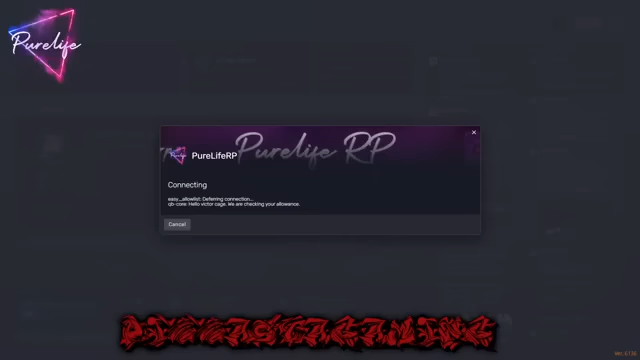 Purelife
Purelife RP
PureLifeRP
Connecting
easy_allowlist: Deferring connection...
qb-core: Hello victor cage. We are checking your allowance.
Cancel